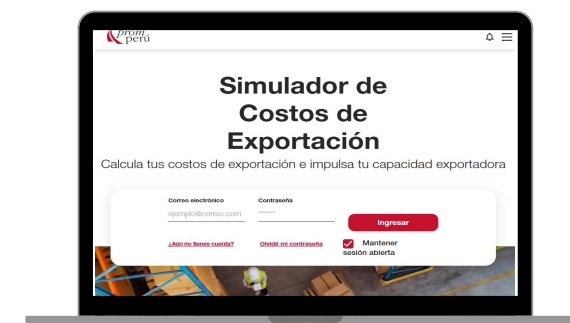 prom
perú
Simulador de
Costos de
Exportación
Calcula tus costos de exportación e impulsa tu capacidad exportadora
Correo electrónico
Contraseña
ejemplo@correo.com
******
Ingresar
¿Aún no tienes cuenta?
Olvidé mi contraseña
Mantener
sesión abierta